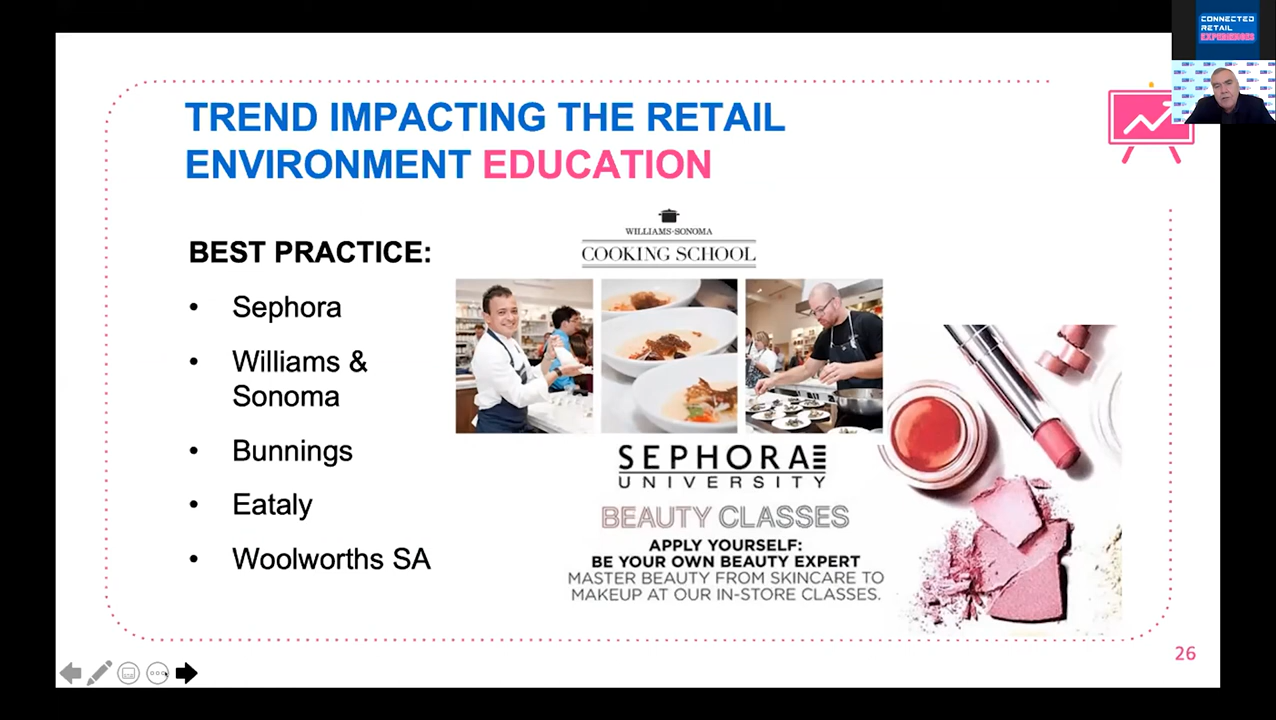 CONNECTED
RETAIL
EXPERIENCES
TREND IMPACTING THE RETAIL
ENVIRONMENT EDUCATION
BEST PRACTICE:
• Sephora
• Williams &
Sonoma
• Bunnings
• Eataly
• Woolworths SA
WILLIAMS-SONOMA
COOKING SCHOOL
SEPHORA
UNIVERSITY
BEAUTY CLASSES
APPLY YOURSELF:
BE YOUR OWN BEAUTY EXPERT
MASTER BEAUTY FROM SKINCARE TO
MAKEUP AT OUR IN-STORE CLASSES.
26